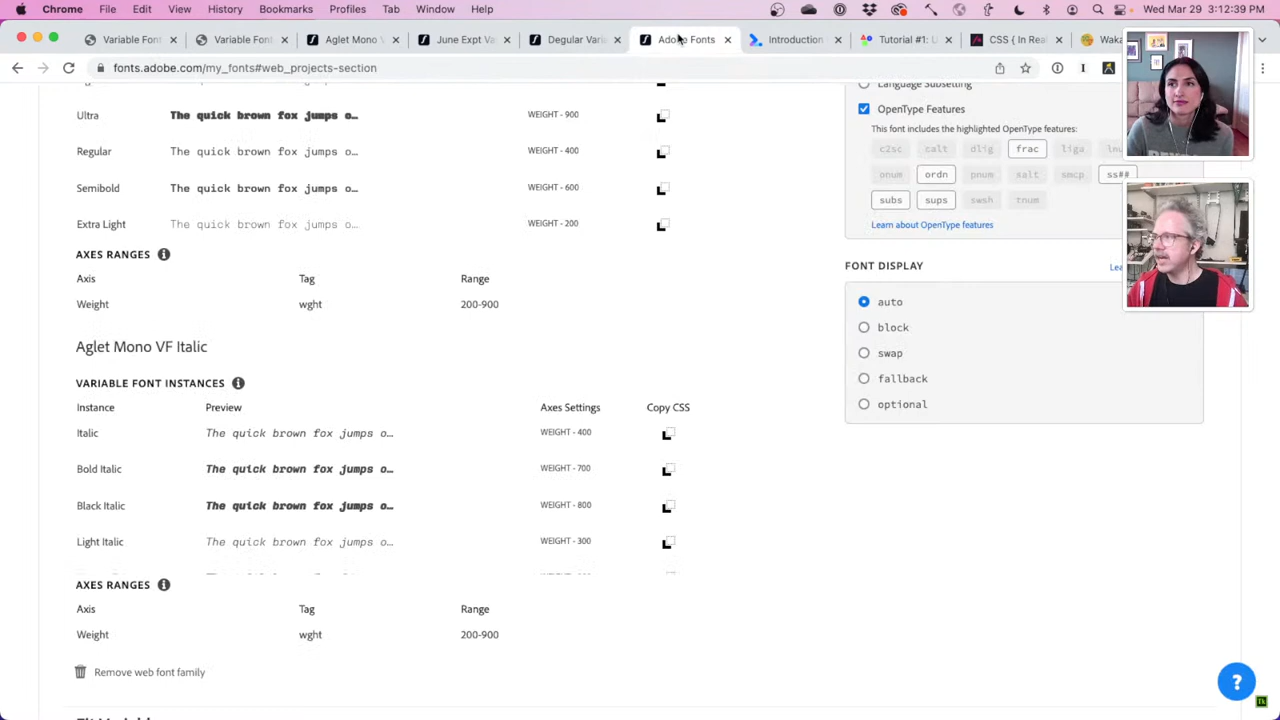 Chrome File Edit View History Bookmarks Profiles Tab Window Help Wed Mar 29 3:12:39 PM
Variable Font Variable Font Aglet Mono V June Expt Va Degular Varia Adobe Fonts Introduction Tutorial #1: U CSS { In Rea Waka
fonts.adobe.com/my_fonts#web_projects-section
Language Subsetting
Ultra The quick brown fox jumps o… WEIGHT - 900
OpenType Features
This font includes the highlighted OpenType features:
Regular The quick brown fox jumps o… WEIGHT - 400
c2sc calt dlig frac liga
onum ordn pnum salt smcp ss##
Semibold The quick brown fox jumps o… WEIGHT - 600
subs sups swsh tnum
Extra Light The quick brown fox jumps o… WEIGHT - 200
Learn about OpenType features
AXES RANGES
FONT DISPLAY
Axis Tag Range
Weight wght 200-900
auto
block
Aglet Mono VF Italic
swap
VARIABLE FONT INSTANCES
fallback
Instance Preview Axes Settings Copy CSS
optional
Italic The quick brown fox jumps o… WEIGHT - 400
Bold Italic The quick brown fox jumps o… WEIGHT - 700
Black Italic The quick brown fox jumps o… WEIGHT - 800
Light Italic The quick brown fox jumps o… WEIGHT - 300
AXES RANGES
Axis Tag Range
Weight wght 200-900
Remove web font family
?